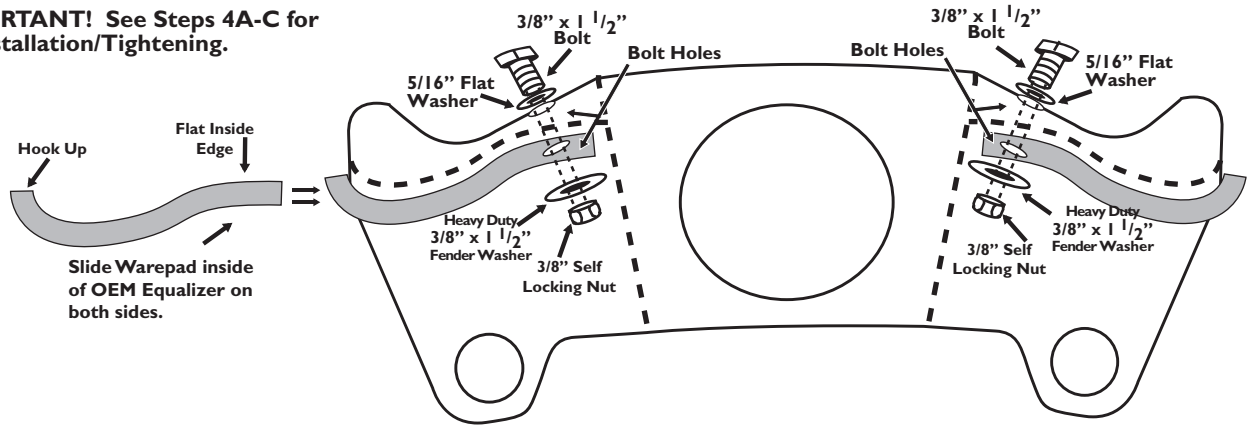 RTANT! See Steps 4A-C for
stallation/Tightening.
3/8” x 1 1/2”
Bolt
Bolt Holes
5/16” Flat
Washer
Flat Inside
Edge
Hook Up
Slide Warepad inside
of OEM Equalizer on
both sides.
Heavy Duty
3/8” x 1 1/2”
Fender Washer
3/8” Self
Locking Nut
3/8” x 1 1/2”
Bolt
Bolt Holes
5/16” Flat
Washer
Heavy Duty
3/8” x 1 1/2”
Fender Washer
3/8” Self
Locking Nut